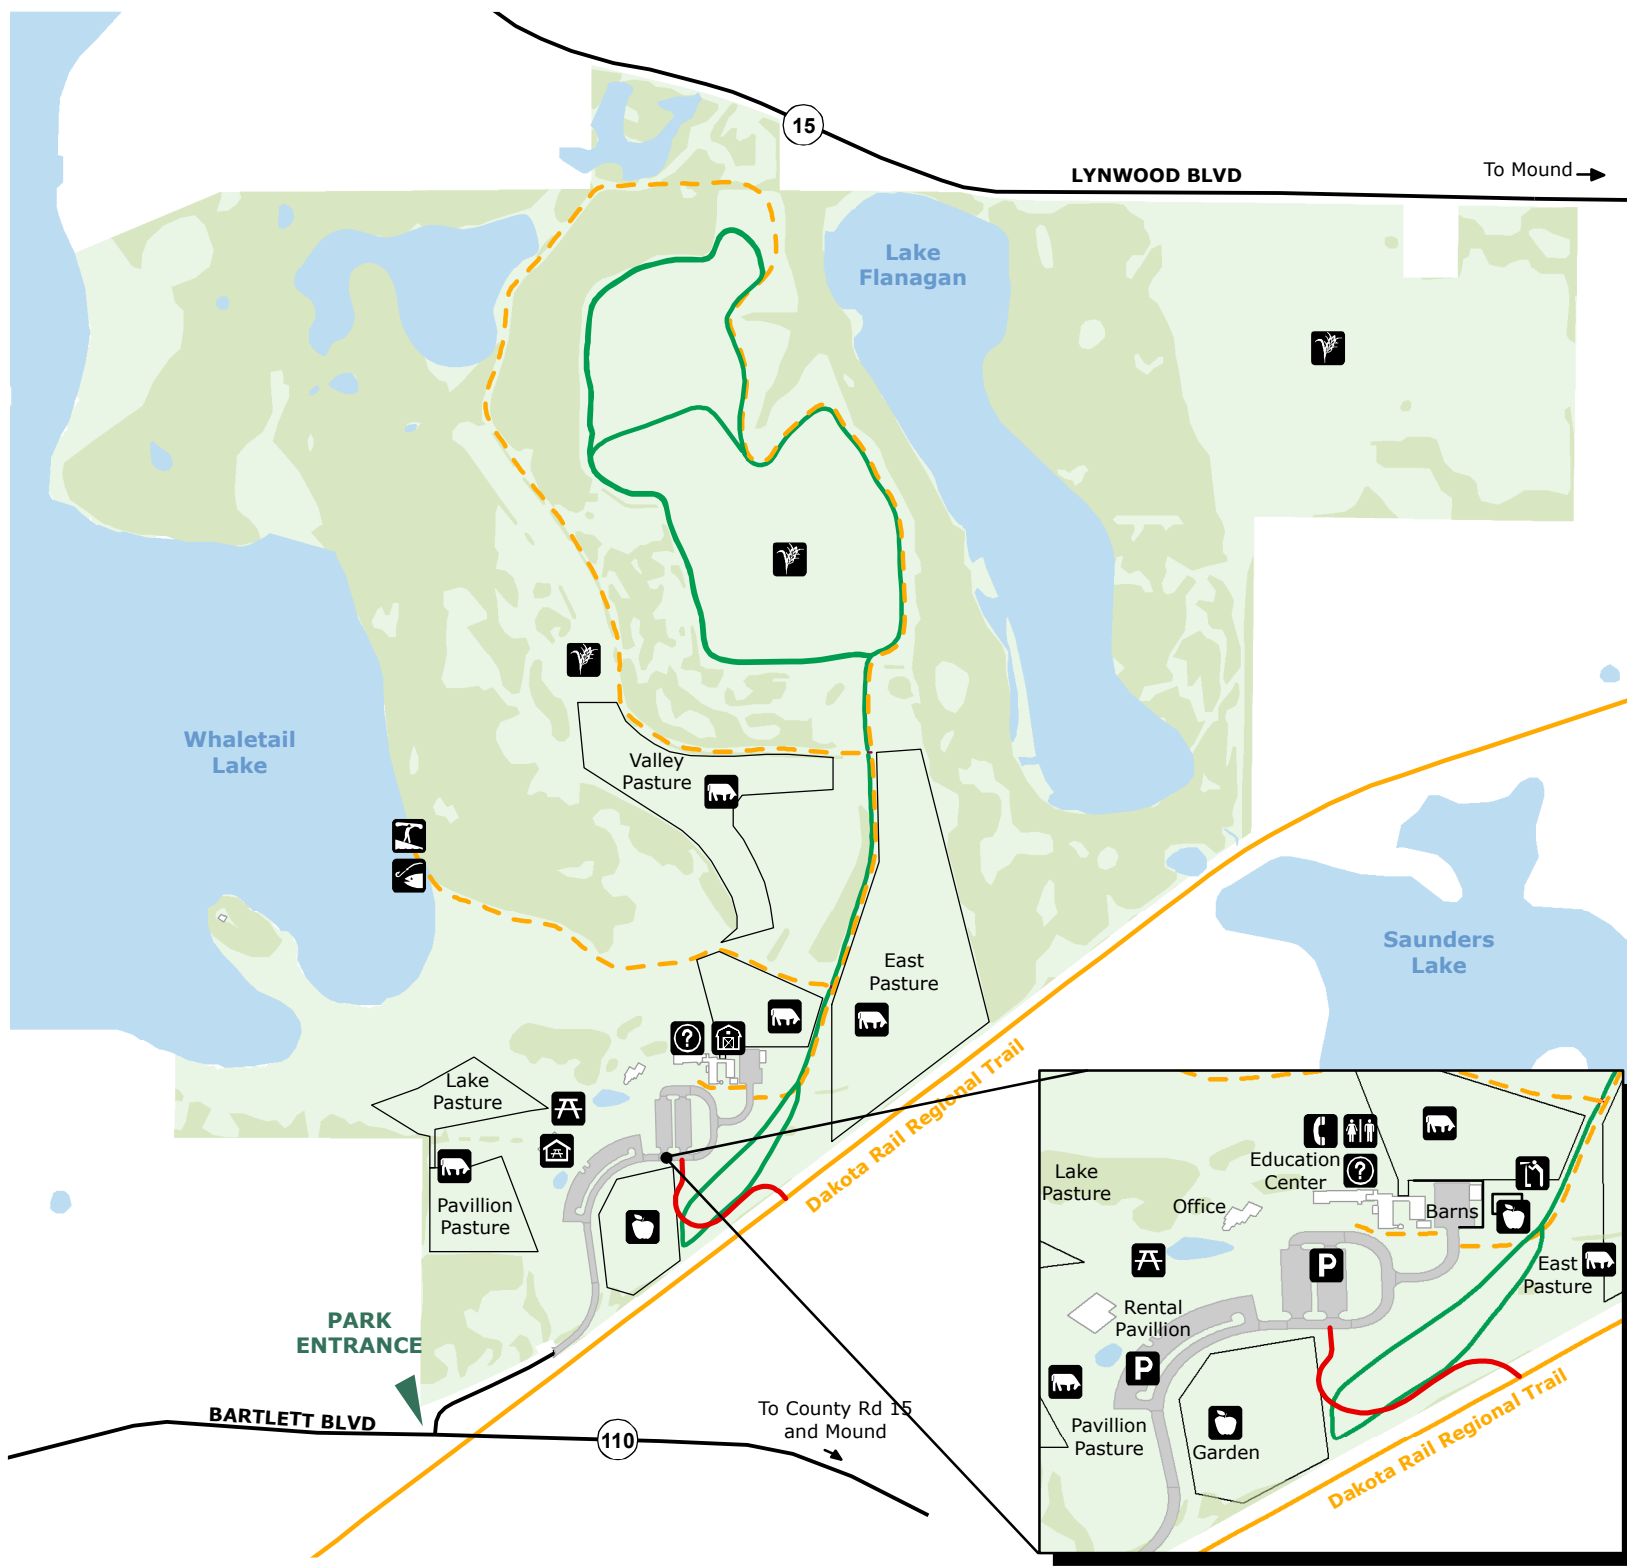 15
LYNWOOD BLVD
To Mound
Lake
Flanagan
Whaletail
Lake
Valley
Pasture
East
Pasture
Saunders
Lake
?
Lake
Pasture
Pavillion
Pasture
Dakota Rail Regional Trail
PARK
ENTRANCE
BARTLETT BLVD
110
To County Rd 15
and Mound
Education
Center
?
Lake
Pasture
Office
Barns
P
East
Pasture
Rental
Pavillion
P
Pavillion
Pasture
Garden
Dakota Rail Regional Trail